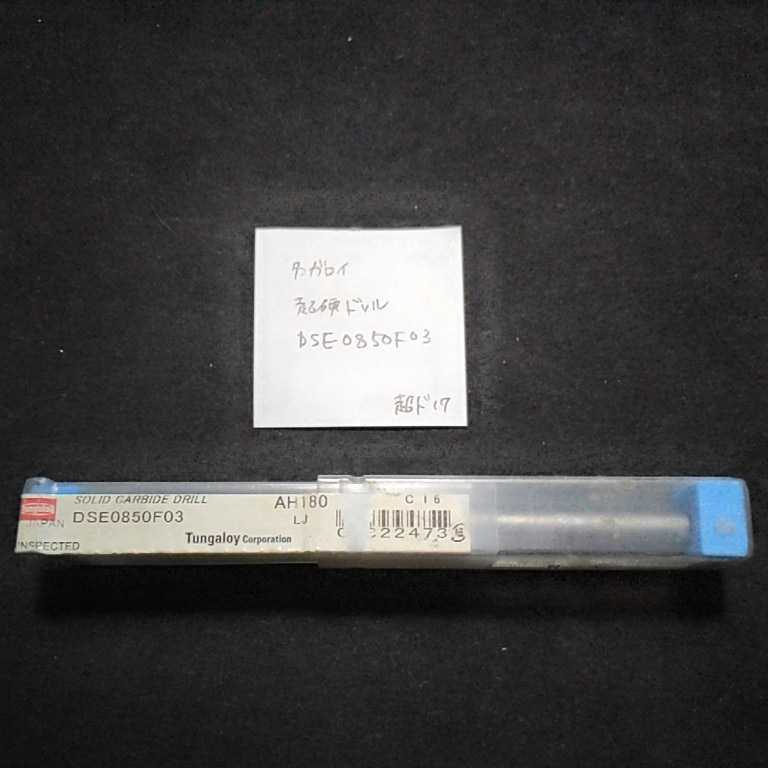 タンガロイ
超硬ドリル
DSE0850F03
超ド17
SOLID CARBIDE DRILL
AH180
C16
JAPAN
DSE0850F03
LJ
INSPECTED
Tungaloy Corporation